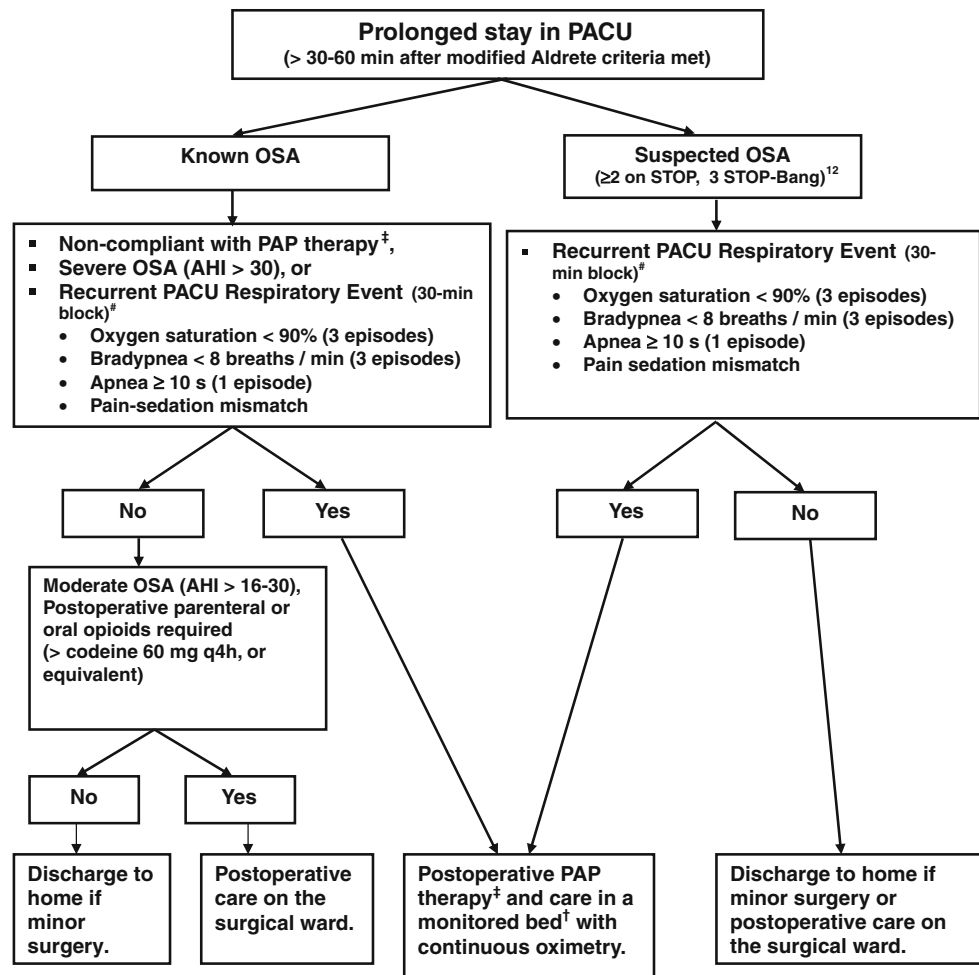 Prolonged stay in PACU
(> 30-60 min after modified Aldrete criteria met)
Known OSA
Suspected OSA
(≥2 on STOP, 3 STOP-Bang)¹²
▪ Non-compliant with PAP therapy‡,
▪ Severe OSA (AHI > 30), or
▪ Recurrent PACU Respiratory Event (30-min
block)#
• Oxygen saturation < 90% (3 episodes)
• Bradypnea < 8 breaths / min (3 episodes)
• Apnea ≥ 10 s (1 episode)
• Pain-sedation mismatch
▪ Recurrent PACU Respiratory Event (30-
min block)#
• Oxygen saturation < 90% (3 episodes)
• Bradypnea < 8 breaths / min (3 episodes)
• Apnea ≥ 10 s (1 episode)
• Pain sedation mismatch
No
Yes
Yes
No
Moderate OSA (AHI > 16-30),
Postoperative parenteral or
oral opioids required
(> codeine 60 mg q4h, or
equivalent)
No
Yes
Discharge to
home if
minor
surgery.
Postoperative
care on the
surgical ward.
Postoperative PAP
therapy‡ and care in a
monitored bed† with
continuous oximetry.
Discharge to home if
minor surgery or
postoperative care on
the surgical ward.